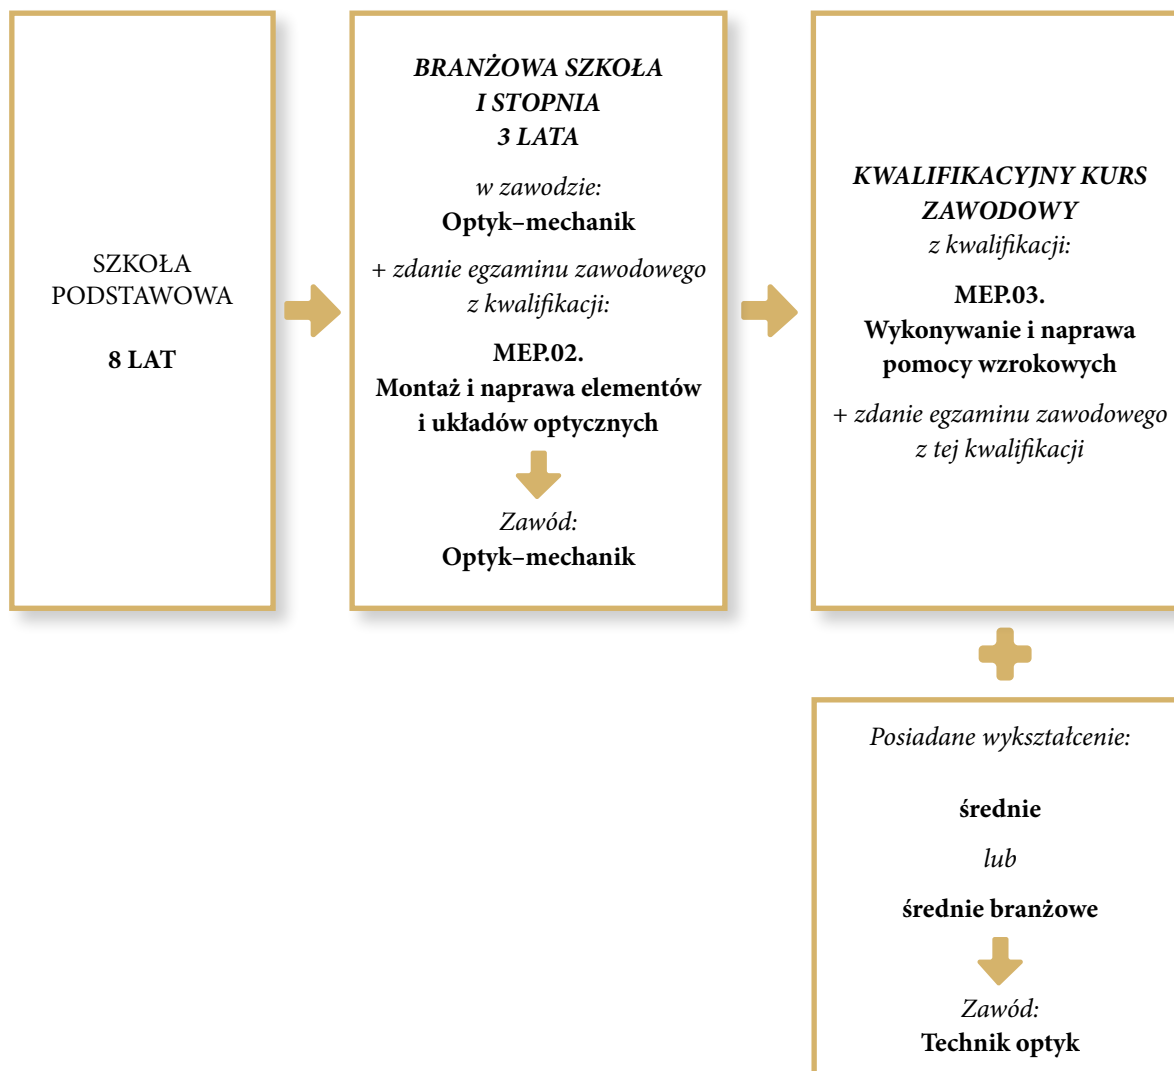 SZKOŁA
PODSTAWOWA
8 LAT
BRANŻOWA SZKOŁA
I STOPNIA
3 LATA
w zawodzie:
Optyk–mechanik
+ zdanie egzaminu zawodowego
z kwalifikacji:
MEP.02.
Montaż i naprawa elementów
i układów optycznych
Zawód:
Optyk–mechanik
KWALIFIKACYJNY KURS
ZAWODOWY
z kwalifikacji:
MEP.03.
Wykonywanie i naprawa
pomocy wzrokowych
+ zdanie egzaminu zawodowego
z tej kwalifikacji
Posiadane wykształcenie:
średnie
lub
średnie branżowe
Zawód:
Technik optyk